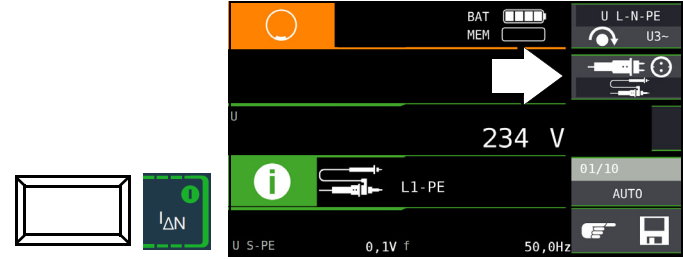 BAT
MEM
U L-N-PE
U3~
U
234 V
i
L1-PE
01/10
AUTO
I
IΔN
U S-PE 0,1V f 50,0Hz